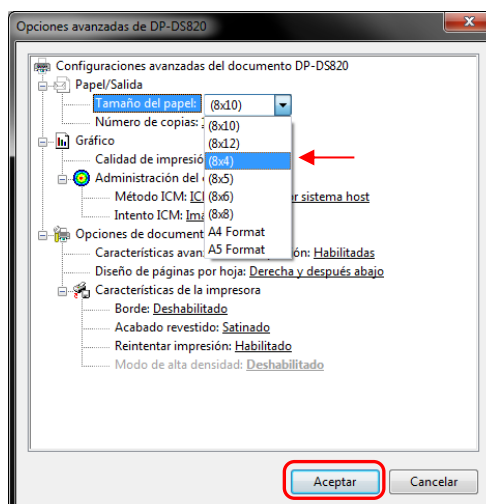 Opciones avanzadas de DP-DS820
Configuraciones avanzadas del documento DP-DS820
Papel/Salida
Tamaño del papel: (8x10)
Número de copias:
(8x10)
(8x12)
(8x4)
(8x5)
(8x6)
(8x8)
A4 Format
A5 Format
Gráfico
Calidad de impresió
Administración del
Método ICM: sistema host
Intento ICM:
Opciones de document
Características avan ón: Habilitadas
Diseño de páginas por hoja: Derecha y después abajo
Características de la impresora
Borde: Deshabilitado
Acabado revestido: Satinado
Reintentar impresión: Habilitado
Modo de alta densidad: Deshabilitado
Aceptar
Cancelar